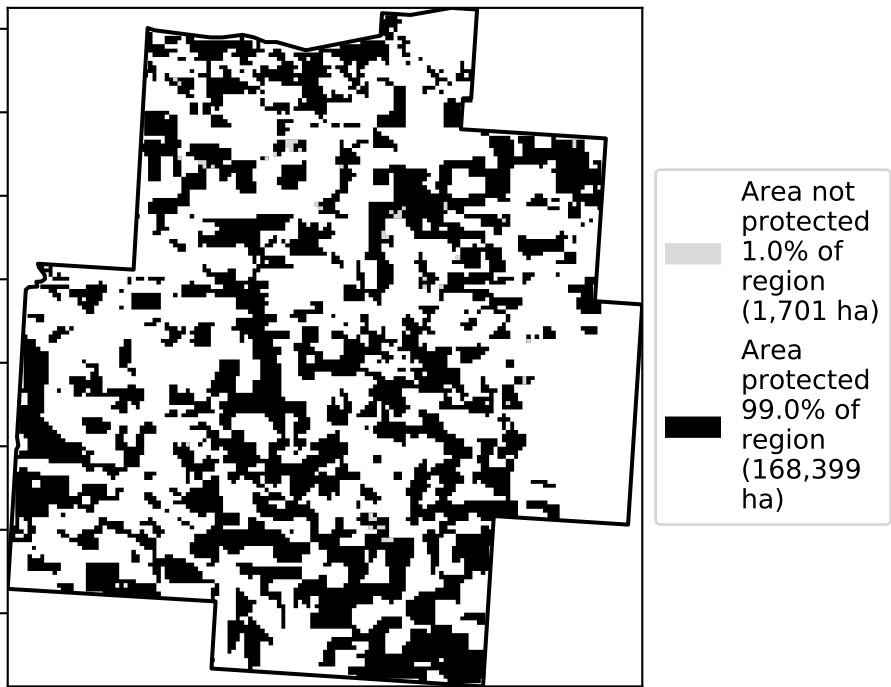 Area not
protected
1.0% of
region
(1,701 ha)
Area
protected
99.0% of
region
(168,399
ha)